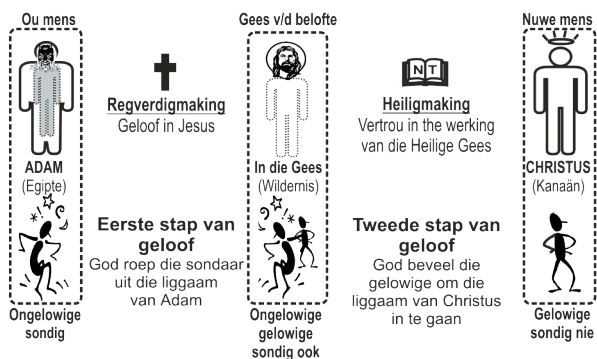 Ou mens
Gees v/d belofte
Nuwe mens
N T
Regverdigmaking
Geloof in Jesus
Heiligmaking
Vertrou in the werking
van die Heilige Gees
ADAM
(Egipte)
In die Gees
(Wildernis)
CHRISTUS
(Kanaän)
Eerste stap van
geloof
God roep die sondaar
uit die liggaam
van Adam
Tweede stap van
geloof
God beveel die
gelowige om die
liggaam van Christus
in te gaan
Ongelowige
sondig
Ongelowige
gelowige
sondig ook
Gelowige
sondig nie